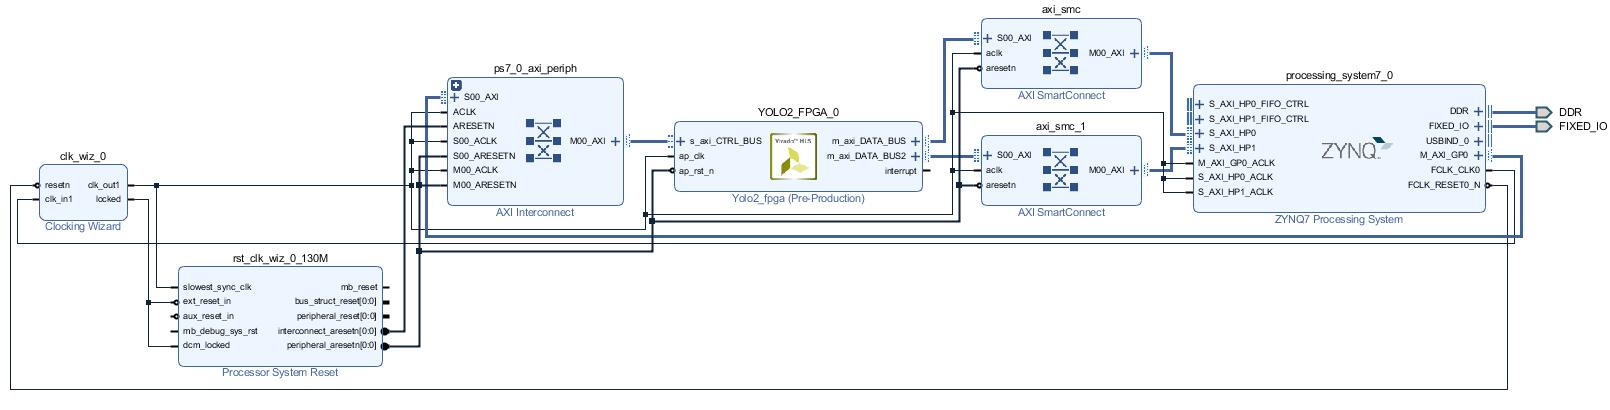 clk_wiz_0
resetn
clk_in1
clk_out1
locked
Clocking Wizard
rst_clk_wiz_0_130M
slowest_sync_clk
ext_reset_in
aux_reset_in
mb_debug_sys_rst
dcm_locked
mb_reset
bus_struct_reset[0:0]
peripheral_reset[0:0]
interconnect_aresetn[0:0]
peripheral_aresetn[0:0]
Processor System Reset
ps7_0_axi_periph
S00_AXI
ACLK
ARESETN
S00_ACLK
S00_ARESETN
M00_ACLK
M00_ARESETN
M00_AXI
AXI Interconnect
YOLO2_FPGA_0
s_axi_CTRL_BUS
ap_clk
ap_rst_n
Vivado HLS
m_axi_DATA_BUS
m_axi_DATA_BUS2
interrupt
Yolo2_fpga (Pre-Production)
axi_smc
S00_AXI
aclk
aresetn
M00_AXI
AXI SmartConnect
axi_smc_1
S00_AXI
aclk
aresetn
M00_AXI
AXI SmartConnect
processing_system7_0
S_AXI_HP0_FIFO_CTRL
S_AXI_HP1_FIFO_CTRL
S_AXI_HP0
S_AXI_HP1
M_AXI_GP0_ACLK
S_AXI_HP0_ACLK
S_AXI_HP1_ACLK
ZYNQ
DDR
FIXED_IO
USBIND_0
M_AXI_GP0
FCLK_CLK0
FCLK_RESET0_N
ZYNQ7 Processing System
DDR
FIXED_IO